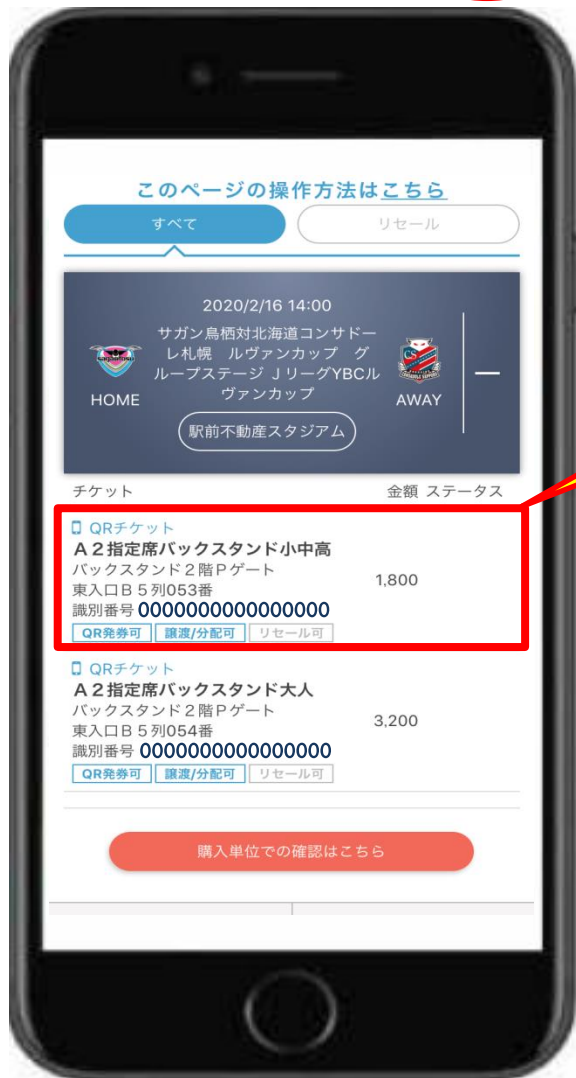 このページの操作方法はこちら
すべて
リセール
2020/2/16 14:00
サガン鳥栖対北海道コンサドー
レ札幌 ルヴァンカップ グ
ループステージ JリーグYBCル
ヴァンカップ
HOME
AWAY
駅前不動産スタジアム
チケット
金額 ステータス
QRチケット
A2指定席バックスタンド小中高
バックスタンド2階Pゲート
東入口B5列053番
1,800
識別番号 0000000000000000
QR発券可 譲渡/分配可 リセール可
QRチケット
A2指定席バックスタンド大人
バックスタンド2階Pゲート
東入口B5列054番
3,200
識別番号 0000000000000000
QR発券可 譲渡/分配可 リセール可
購入単位での確認はこちら